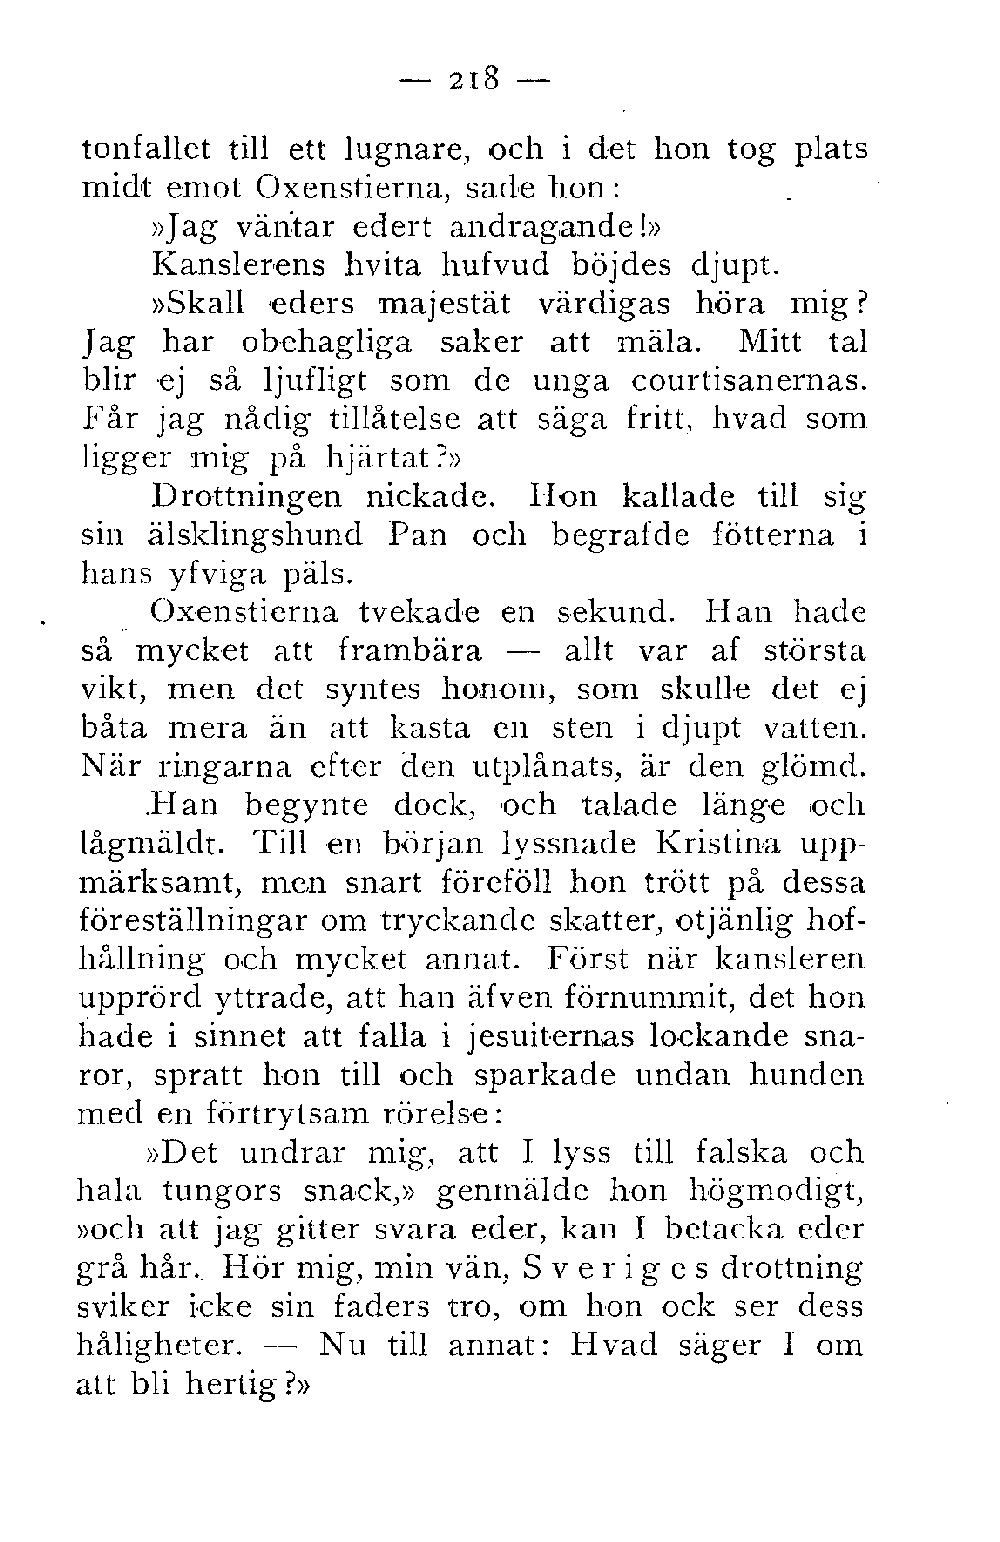 — 218 —
tonfallet till ett lugnare, och i det hon tog plats
midt emot Oxenstierna, sade hon:
»Jag väntar edert andragande!»
Kanslerens hvita hufvud böjdes djupt.
»Skall eders majestät värdigas höra mig?
Jag har obehagliga saker att mäla. Mitt tal
blir ej så ljufligt som de unga courtisanernas.
Får jag nådig tillåtelse att säga fritt, hvad som
ligger mig på hjärtat?»
Drottningen nickade. Hon kallade till sig
sin älsklingshund Pan och begrafde fötterna i
hans yfviga päls.
Oxenstierna tvekade en sekund. Han hade
så mycket att frambära — allt var af största
vikt, men det syntes honom, som skulle det ej
båta mera än att kasta en sten i djupt vatten.
När ringarna efter den utplånats, är den glömd.
Han begynte dock, och talade länge och
lågmäldt. Till en början lyssnade Kristina upp-
märksamt, men snart föreföll hon trött på dessa
föreställningar om tryckande skatter, otjänlig hof-
hållning och mycket annat. Först när kansleren
upprörd yttrade, att han äfven förnummit, det hon
hade i sinnet att falla i jesuiternas lockande sna-
ror, spratt hon till och sparkade undan hunden
med en förtrytsam rörelse:
»Det undrar mig, att I lyss till falska och
hala tungors snack,» genmälde hon högmodigt,
»och att jag gitter svara eder, kan I betacka eder
grå hår. Hör mig, min vän, Sveriges drottning
sviker icke sin faders tro, om hon ock ser dess
håligheter. — Nu till annat: Hvad säger I om
att bli hertig?»